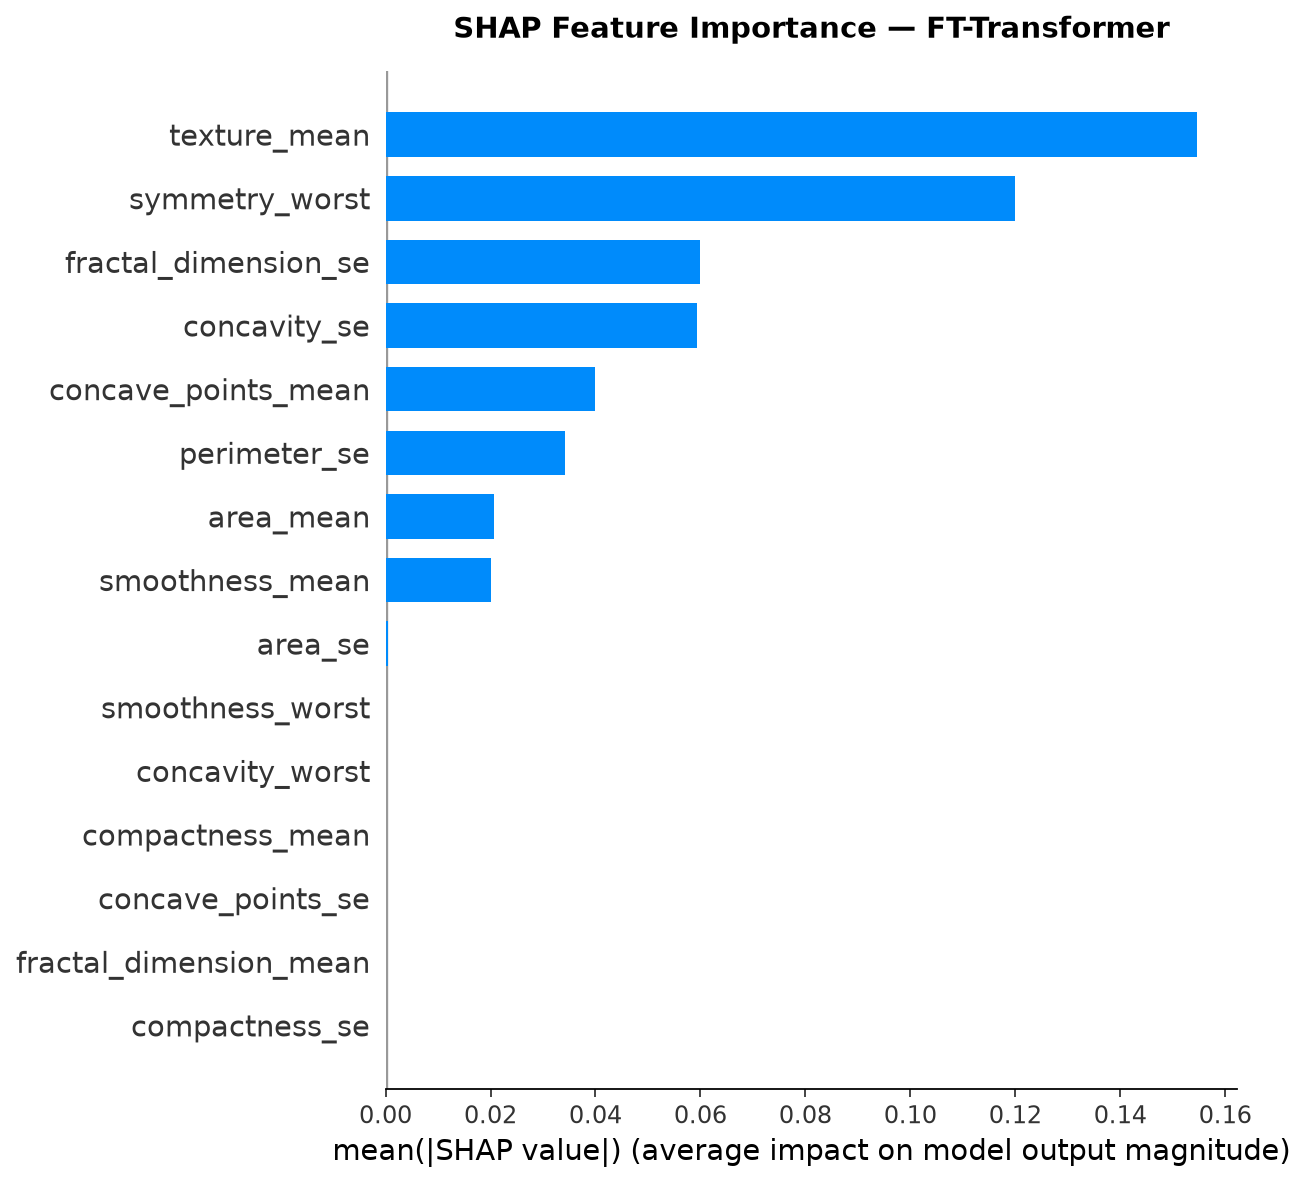 SHAP Feature Importance — FT-Transformer
texture_mean
symmetry_worst
fractal_dimension_se
concavity_se
concave_points_mean
perimeter_se
area_mean
smoothness_mean
area_se
smoothness_worst
concavity_worst
compactness_mean
concave_points_se
fractal_dimension_mean
compactness_se
0.00 0.02 0.04 0.06 0.08 0.10 0.12 0.14 0.16
mean(|SHAP value|) (average impact on model output magnitude)